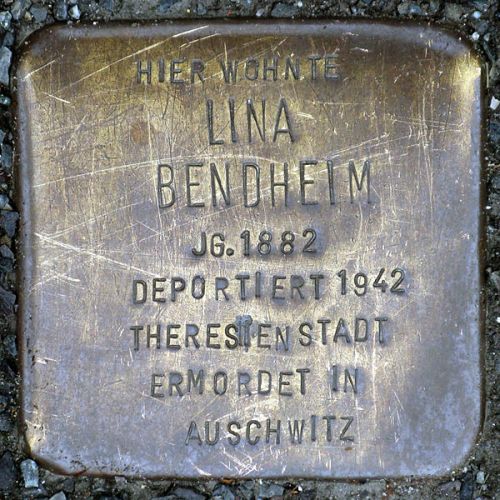 HIER WOHNTE
LINA
BENDHEIM
JG. 1882
DEPORTIERT 1942
THERESIENSTADT
ERMORDET IN
AUSCHWITZ